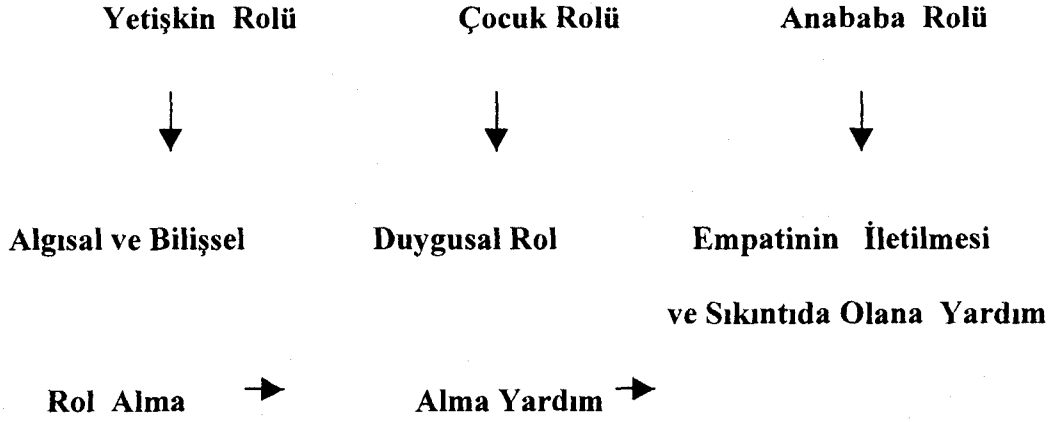 Yetişkin Rolü Çocuk Rolü Anababa Rolü
Algısal ve Bilişsel Duygusal Rol Empatinin İletilmesi
ve Sıkıntıda Olana Yardım
Rol Alma Alma Yardım